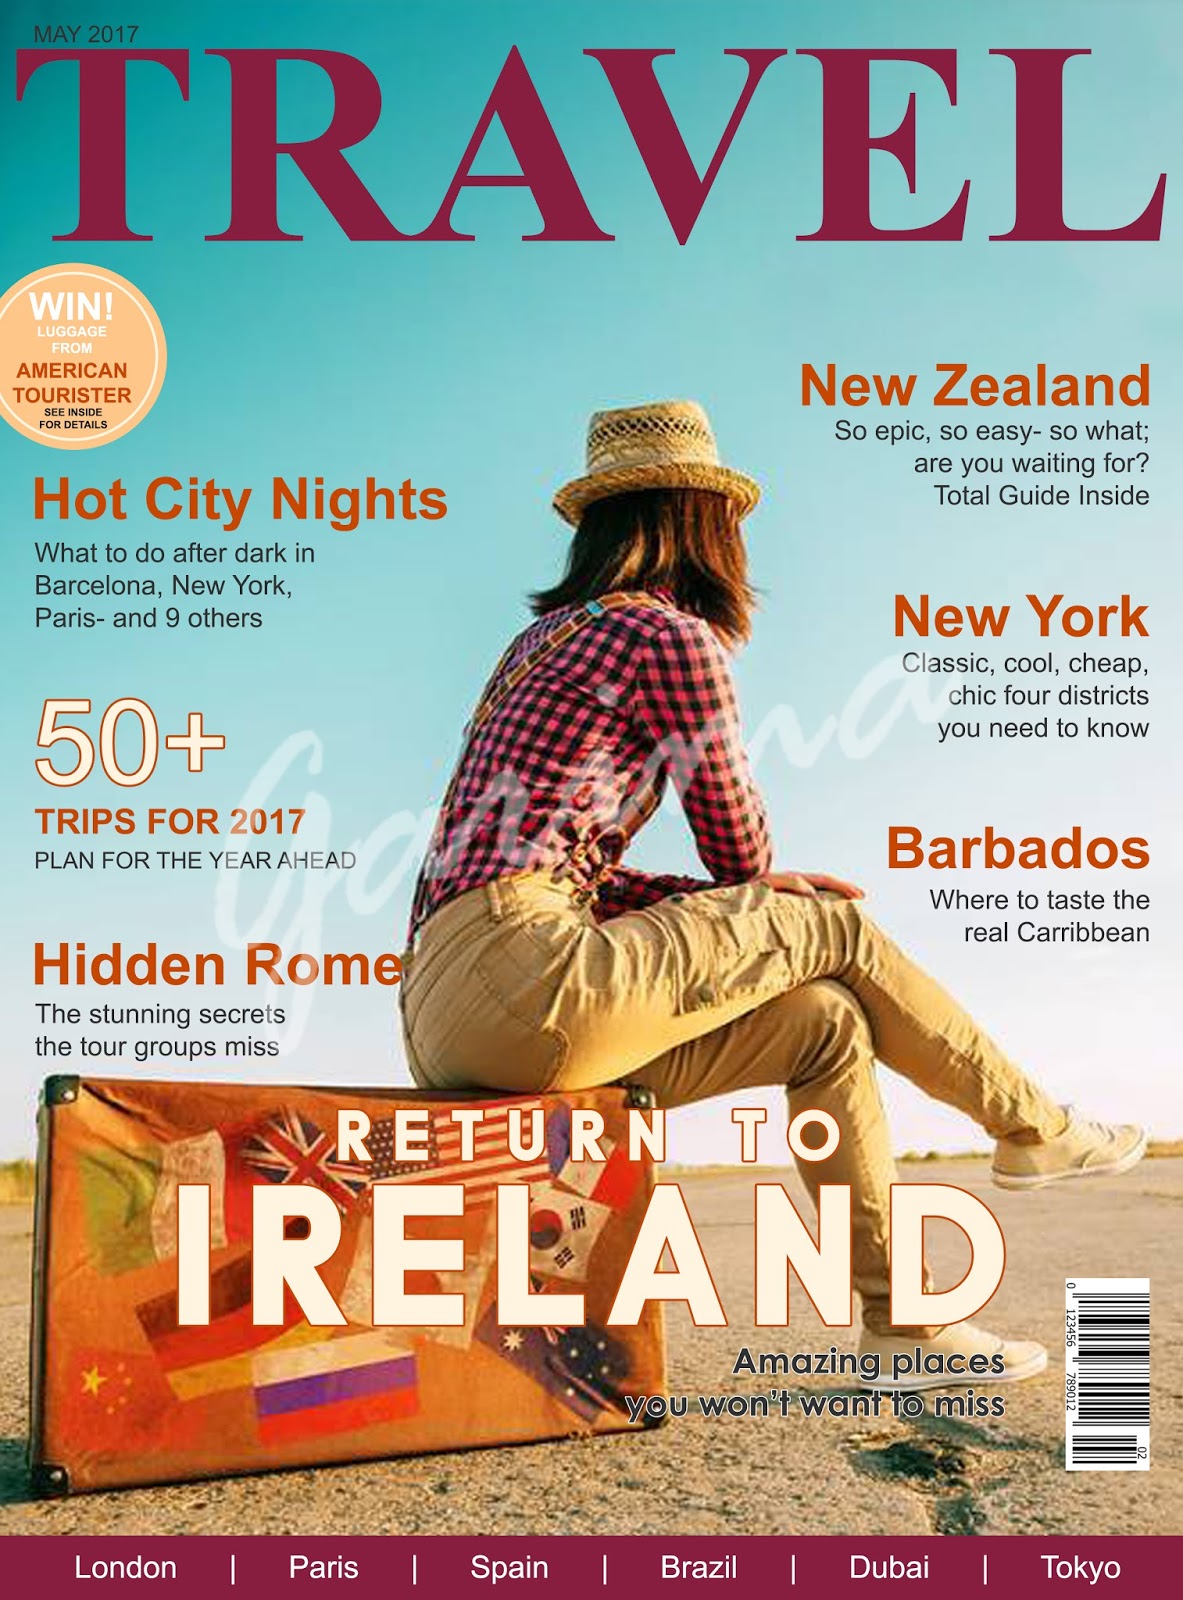 MAY 2017
TRAVEL
WIN!
LUGGAGE
FROM
AMERICAN
TOURISTER
SEE INSIDE
FOR DETAILS
Hot City Nights
What to do after dark in
Barcelona, New York,
Paris- and 9 others
50+
TRIPS FOR 2017
PLAN FOR THE YEAR AHEAD
Hidden Rome
The stunning secrets
the tour groups miss
New Zealand
So epic, so easy- so what;
are you waiting for?
Total Guide Inside
New York
Classic, cool, cheap,
chic four districts
you need to know
Barbados
Where to taste the
real Carribbean
RETURN TO
IRELAND
Amazing places
you won't want to miss
0 123456 789012
02
London | Paris | Spain | Brazil | Dubai | Tokyo